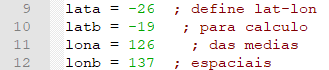 9 lata = -26 ; define lat-lon
10 latb = -19 ; para calculo
11 lona = 126 ; das medias
12 lonb = 137 ; espaciais